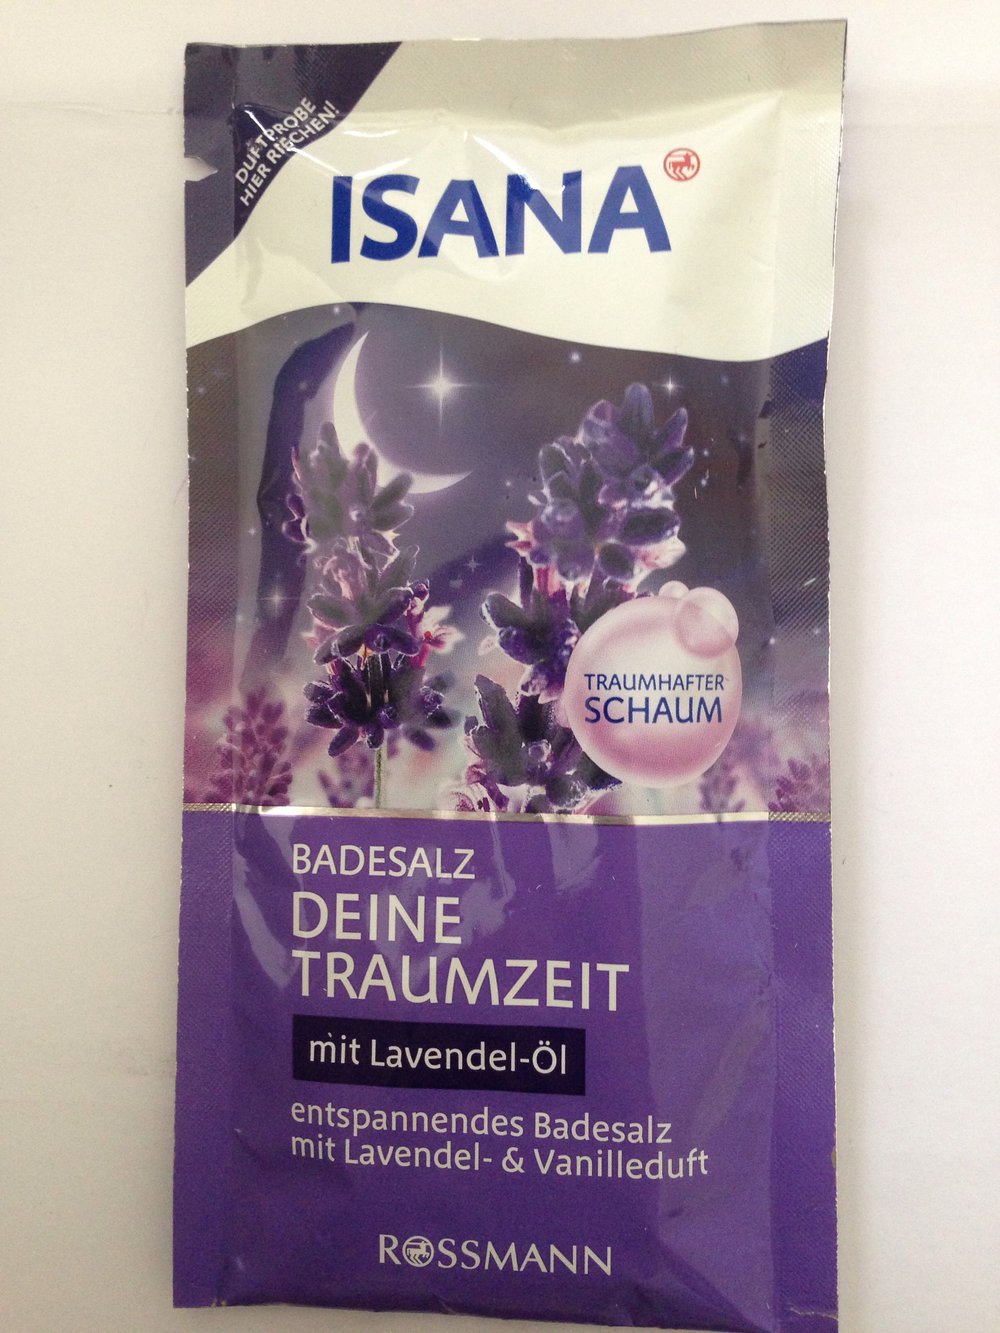 DUFTPROBE
HIER RIECHEN!
ISANA
TRAUMHAFTER
SCHAUM
BADESALZ
DEINE
TRAUMZEIT
mit Lavendel-Öl
entspannendes Badesalz
mit Lavendel- & Vanilleduft
ROSSMANN